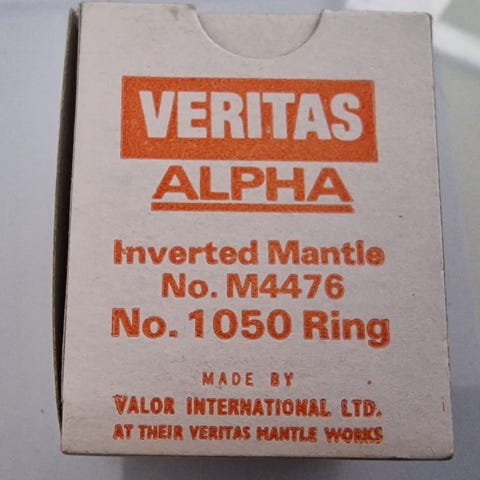 VERITAS
ALPHA
Inverted Mantle
No. M4476
No. 1050 Ring
MADE BY
VALOR INTERNATIONAL LTD.
AT THEIR VERITAS MANTLE WORKS